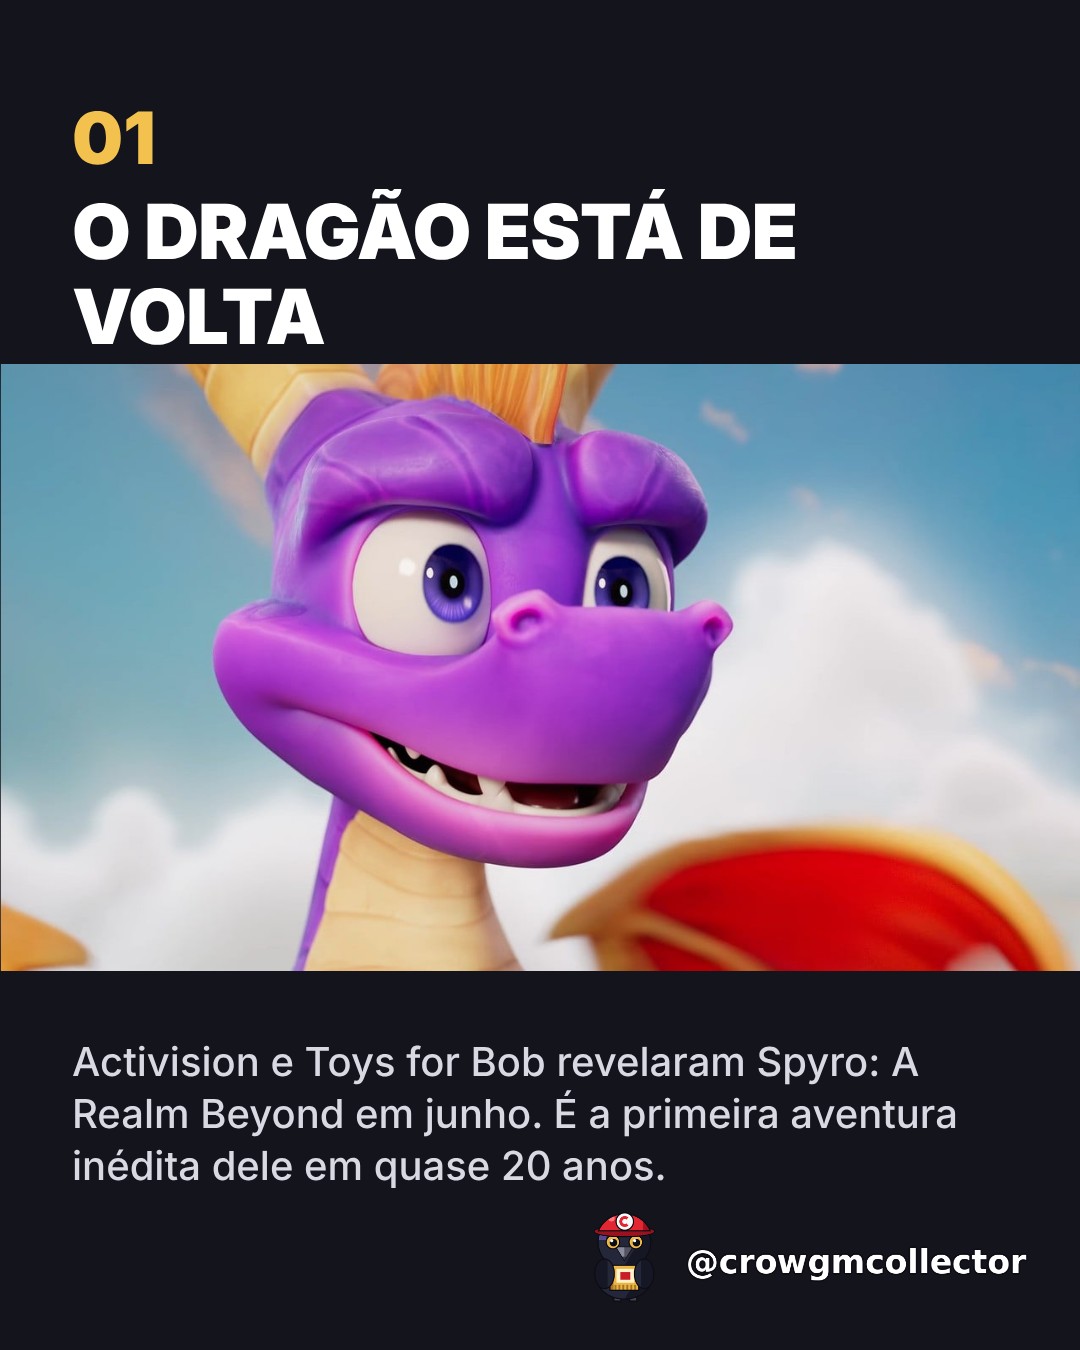 01
O DRAGÃO ESTÁ DE
VOLTA
Activision e Toys for Bob revelaram Spyro: A
Realm Beyond em junho. É a primeira aventura
inédita dele em quase 20 anos.
C
@crowgmcollector